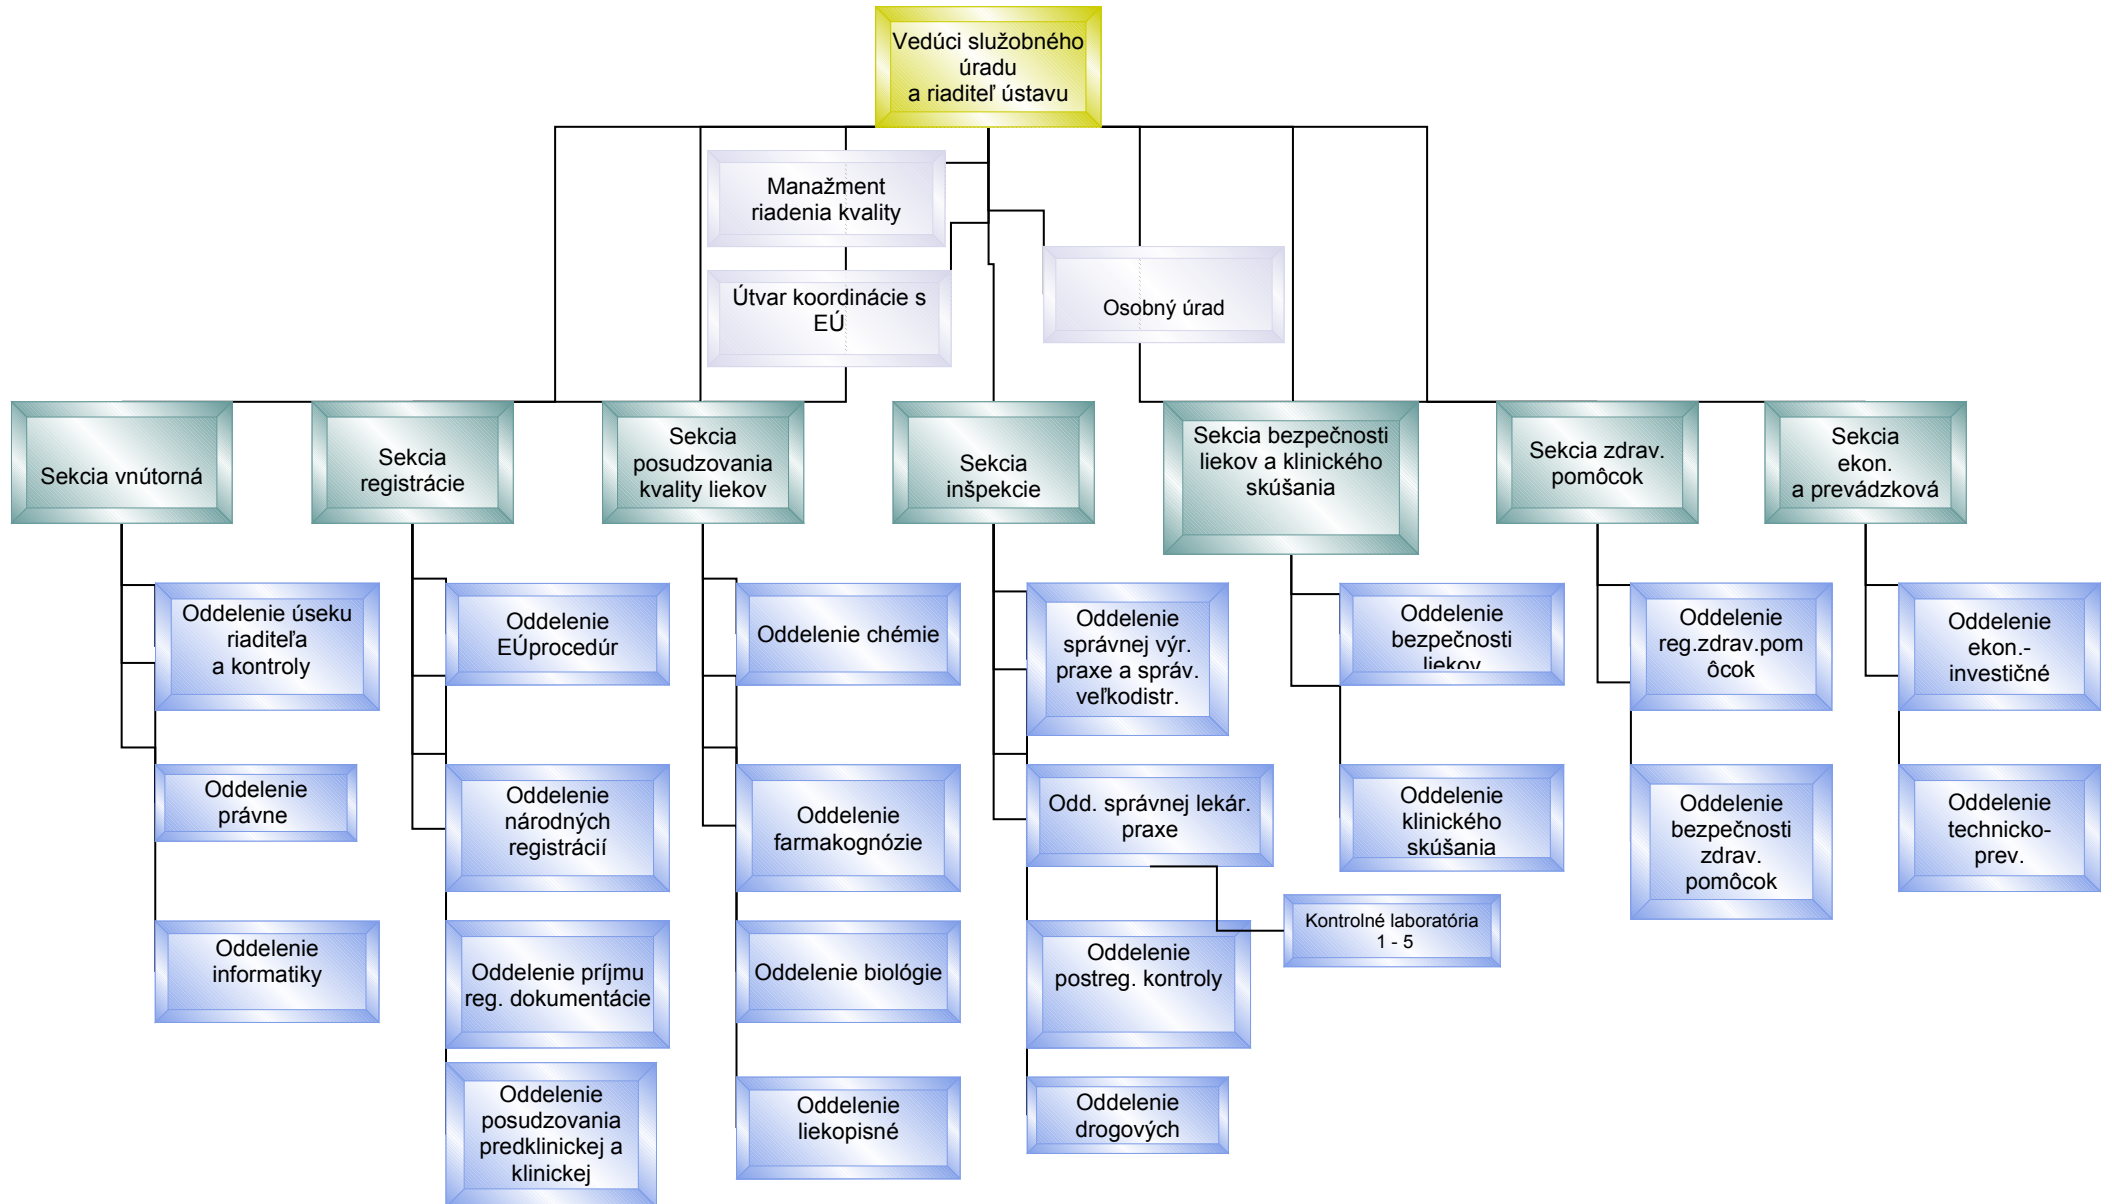 Vedúci služobného
úradu
a riaditeľ ústavu
Manažment
riadenia kvality
Útvar koordinácie s
EÚ
Osobný úrad
Sekcia vnútorná
Sekcia
registrácie
Sekcia
posudzovania
kvality liekov
Sekcia
inšpekcie
Sekcia bezpečnosti
liekov a klinického
skúšania
Sekcia zdrav.
pomôcok
Sekcia
ekon.
a prevádzková
Oddelenie úseku
riaditeľa
a kontroly
Oddelenie
EÚprocedúr
Oddelenie chémie
Oddelenie
správnej výr.
praxe a správ.
veľkodistr.
Oddelenie
bezpečnosti
liekov
Oddelenie
reg.zdrav.pom
ôcok
Oddelenie
ekon.-
investičné
Oddelenie
právne
Oddelenie
národných
registrácií
Oddelenie
farmakognózie
Odd. správnej lekár.
praxe
Oddelenie
klinického
skúšania
Oddelenie
bezpečnosti
zdrav.
pomôcok
Oddelenie
technicko-
prev.
Oddelenie
informatiky
Oddelenie príjmu
reg. dokumentácie
Oddelenie biológie
Oddelenie
postreg. kontroly
Kontrolné laboratória
1 - 5
Oddelenie
posudzovania
predklinickej a
klinickej
Oddelenie
liekopisné
Oddelenie
drogových